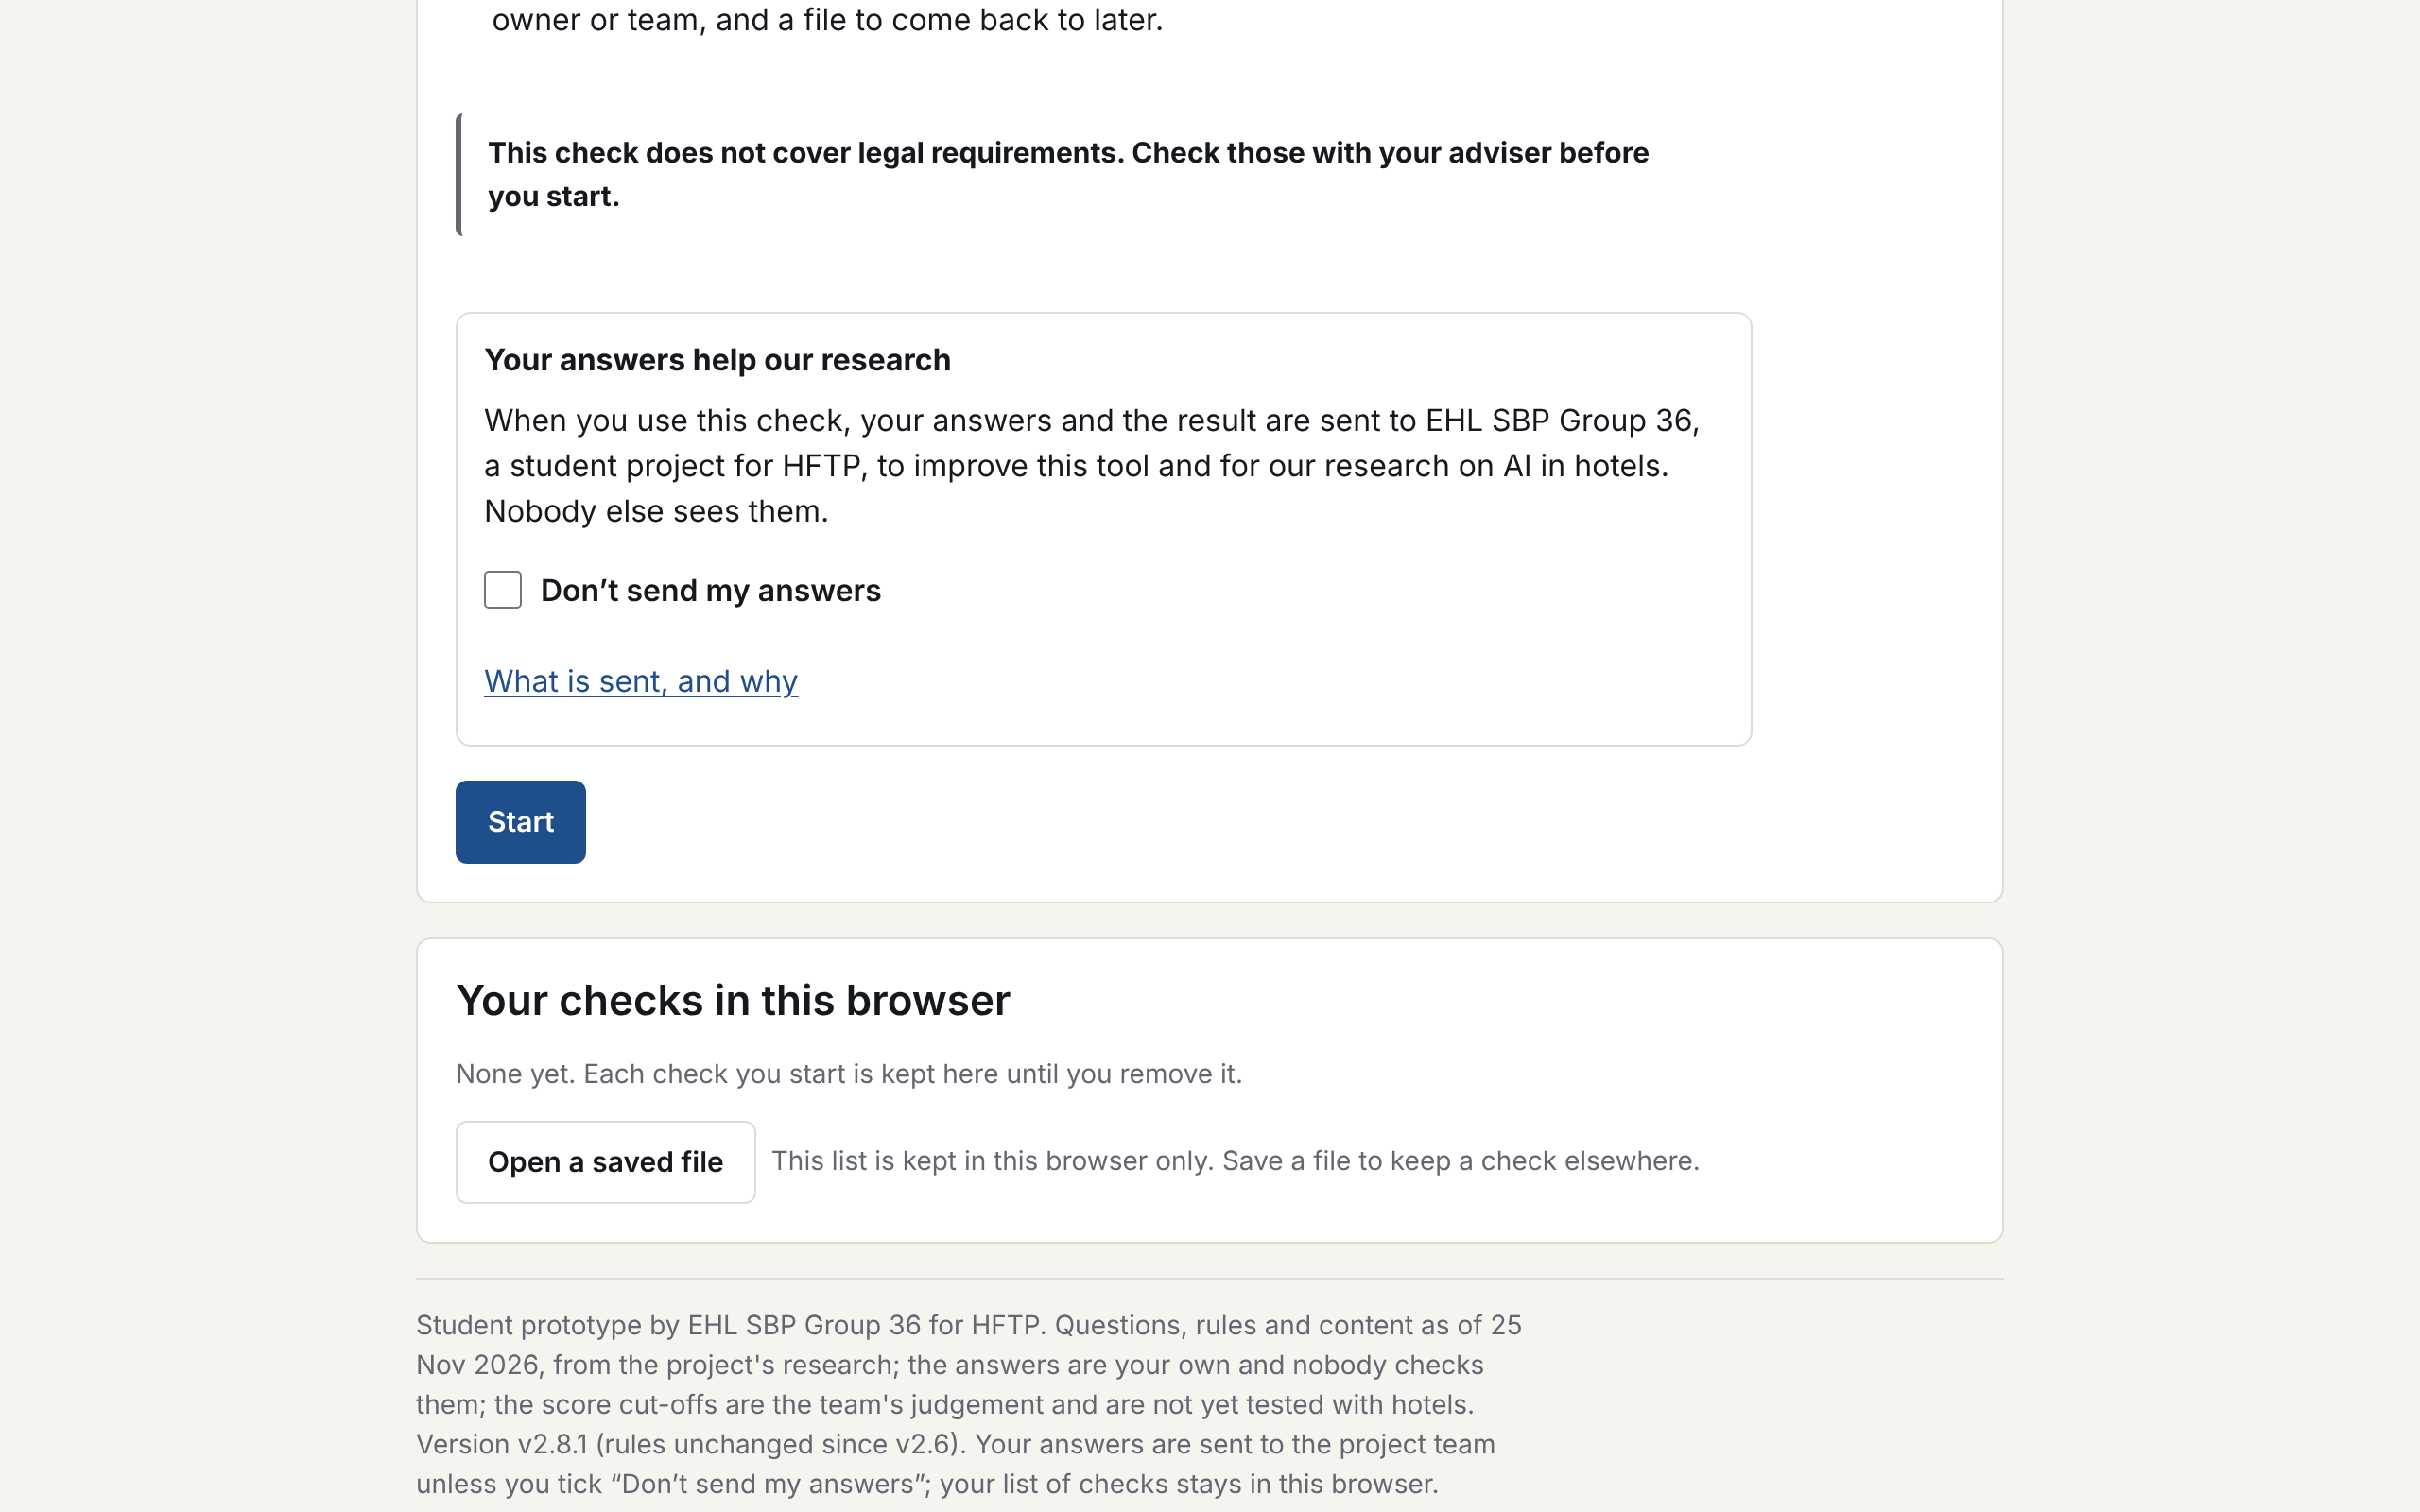 owner or team, and a file to come back to later.
This check does not cover legal requirements. Check those with your adviser before
you start.
Your answers help our research
When you use this check, your answers and the result are sent to EHL SBP Group 36,
a student project for HFTP, to improve this tool and for our research on AI in hotels.
Nobody else sees them.
Don’t send my answers
What is sent, and why
Start
Your checks in this browser
None yet. Each check you start is kept here until you remove it.
Open a saved file
This list is kept in this browser only. Save a file to keep a check elsewhere.
Student prototype by EHL SBP Group 36 for HFTP. Questions, rules and content as of 25
Nov 2026, from the project's research; the answers are your own and nobody checks
them; the score cut-offs are the team's judgement and are not yet tested with hotels.
Version v2.8.1 (rules unchanged since v2.6). Your answers are sent to the project team
unless you tick “Don’t send my answers”; your list of checks stays in this browser.